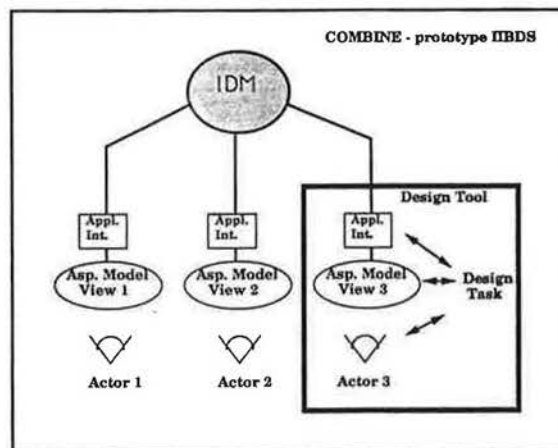 COMBINE - prototype IIBDS
IDM
Design Tool
Appl.
Int.
Appl.
Int.
Appl.
Int.
Asp. Model
View 1
Asp. Model
View 2
Asp. Model
View 3
Design
Task
Actor 1
Actor 2
Actor 3